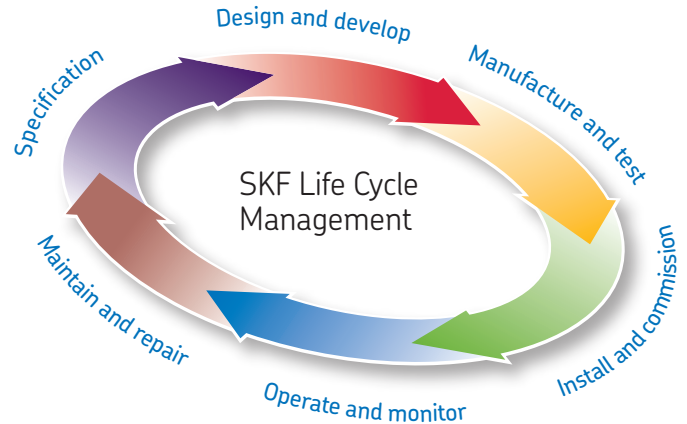 Design and develop
Manufacture and test
Specification
SKF Life Cycle
Management
Install and commission
Maintain and repair
Operate and monitor